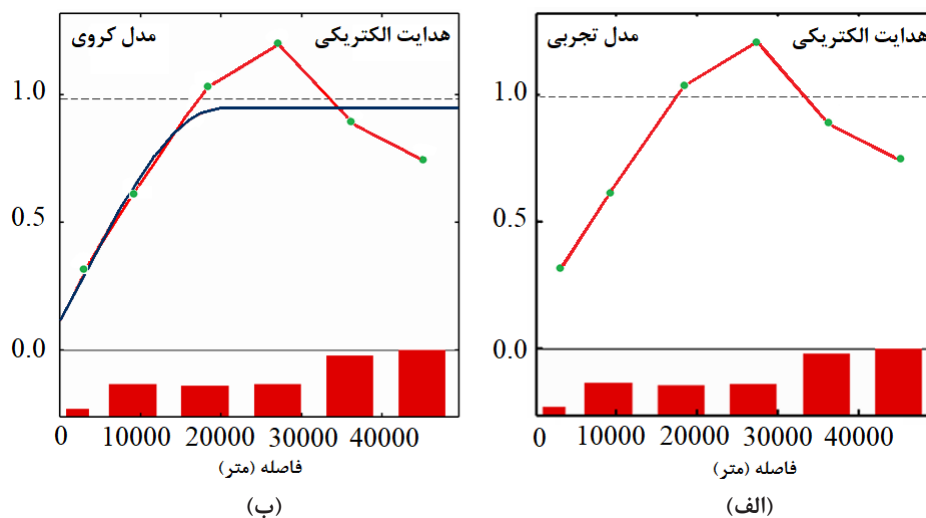 هدایت الکتریکی مدل تجربی
1.0
0.5
0.0
0 10000 20000 30000 40000
فاصله (متر)
(الف)
هدایت الکتریکی مدل کروی
1.0
0.5
0.0
0 10000 20000 30000 40000
فاصله (متر)
(ب)